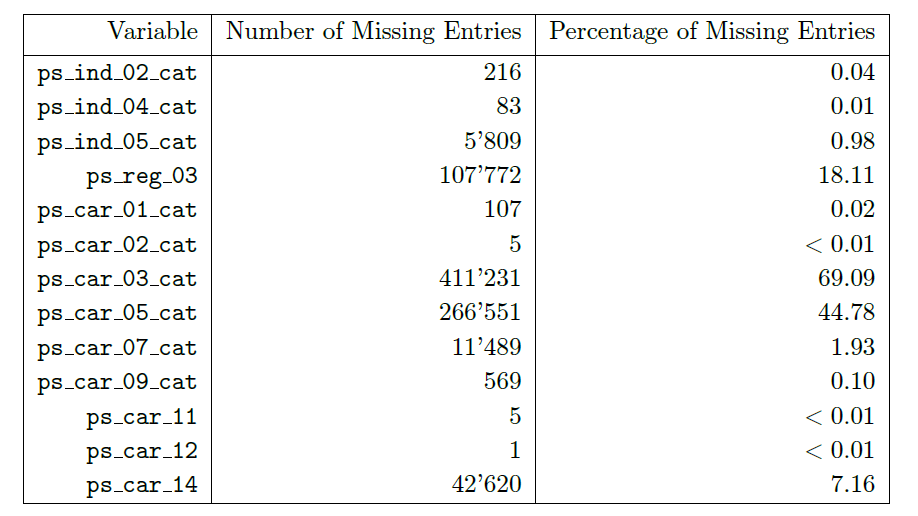 Variable Number of Missing Entries Percentage of Missing Entries
ps_ind_02_cat 216 0.04
ps_ind_04_cat 83 0.01
ps_ind_05_cat 5’809 0.98
ps_reg_03 107’772 18.11
ps_car_01_cat 107 0.02
ps_car_02_cat 5 < 0.01
ps_car_03_cat 411’231 69.09
ps_car_05_cat 266’551 44.78
ps_car_07_cat 11’489 1.93
ps_car_09_cat 569 0.10
ps_car_11 5 < 0.01
ps_car_12 1 < 0.01
ps_car_14 42’620 7.16